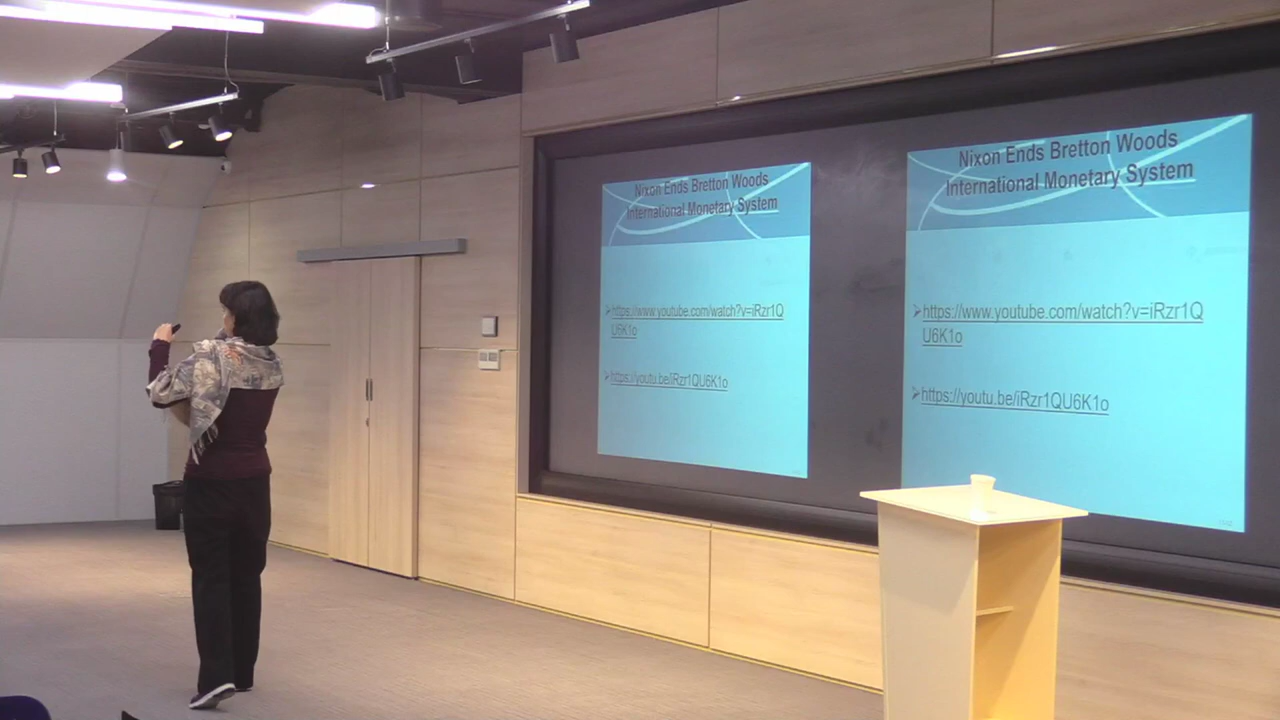 Nixon Ends Bretton Woods
International Monetary System
https://www.youtube.com/watch?v=iRzr1Q
U6K1o
https://youtu.be/iRzr1QU6K1o
Nixon Ends Bretton Woods
International Monetary System
https://www.youtube.com/watch?v=iRzr1Q
U6K1o
https://youtu.be/iRzr1QU6K1o